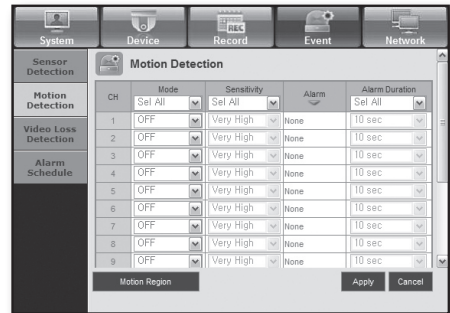 System Device Record Event Network
REC
Sensor Detection
Motion Detection
Video Loss Detection
Alarm Schedule
Motion Detection
CH Mode Sensitivity Alarm Alarm Duration
Sel All Sel All Sel All
1 OFF Very High None 10 sec
2 OFF Very High None 10 sec
3 OFF Very High None 10 sec
4 OFF Very High None 10 sec
5 OFF Very High None 10 sec
6 OFF Very High None 10 sec
7 OFF Very High None 10 sec
8 OFF Very High None 10 sec
9 OFF Very High None 10 sec
Motion Region Apply Cancel